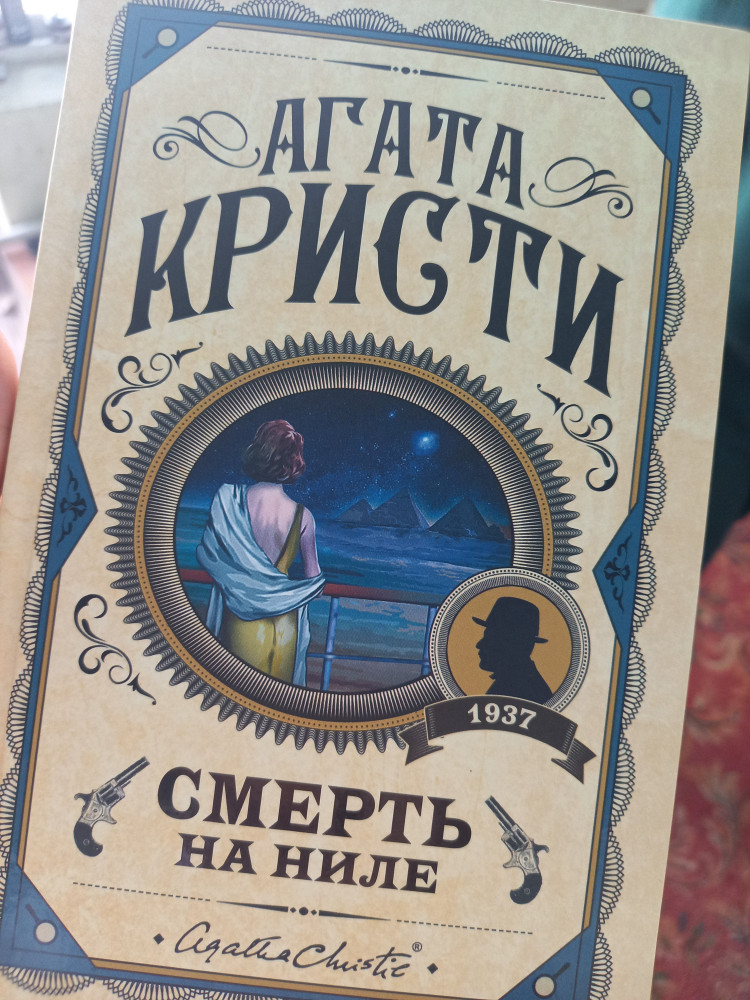 АГАТА
КРИСТИ
1937
СМЕРТЬ
НА НИЛЕ
Agatha Christie®